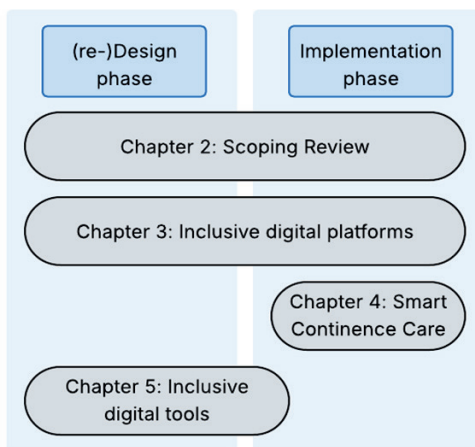 (re-)Design
phase
Implementation
phase
Chapter 2: Scoping Review
Chapter 3: Inclusive digital platforms
Chapter 4: Smart
Continence Care
Chapter 5: Inclusive
digital tools